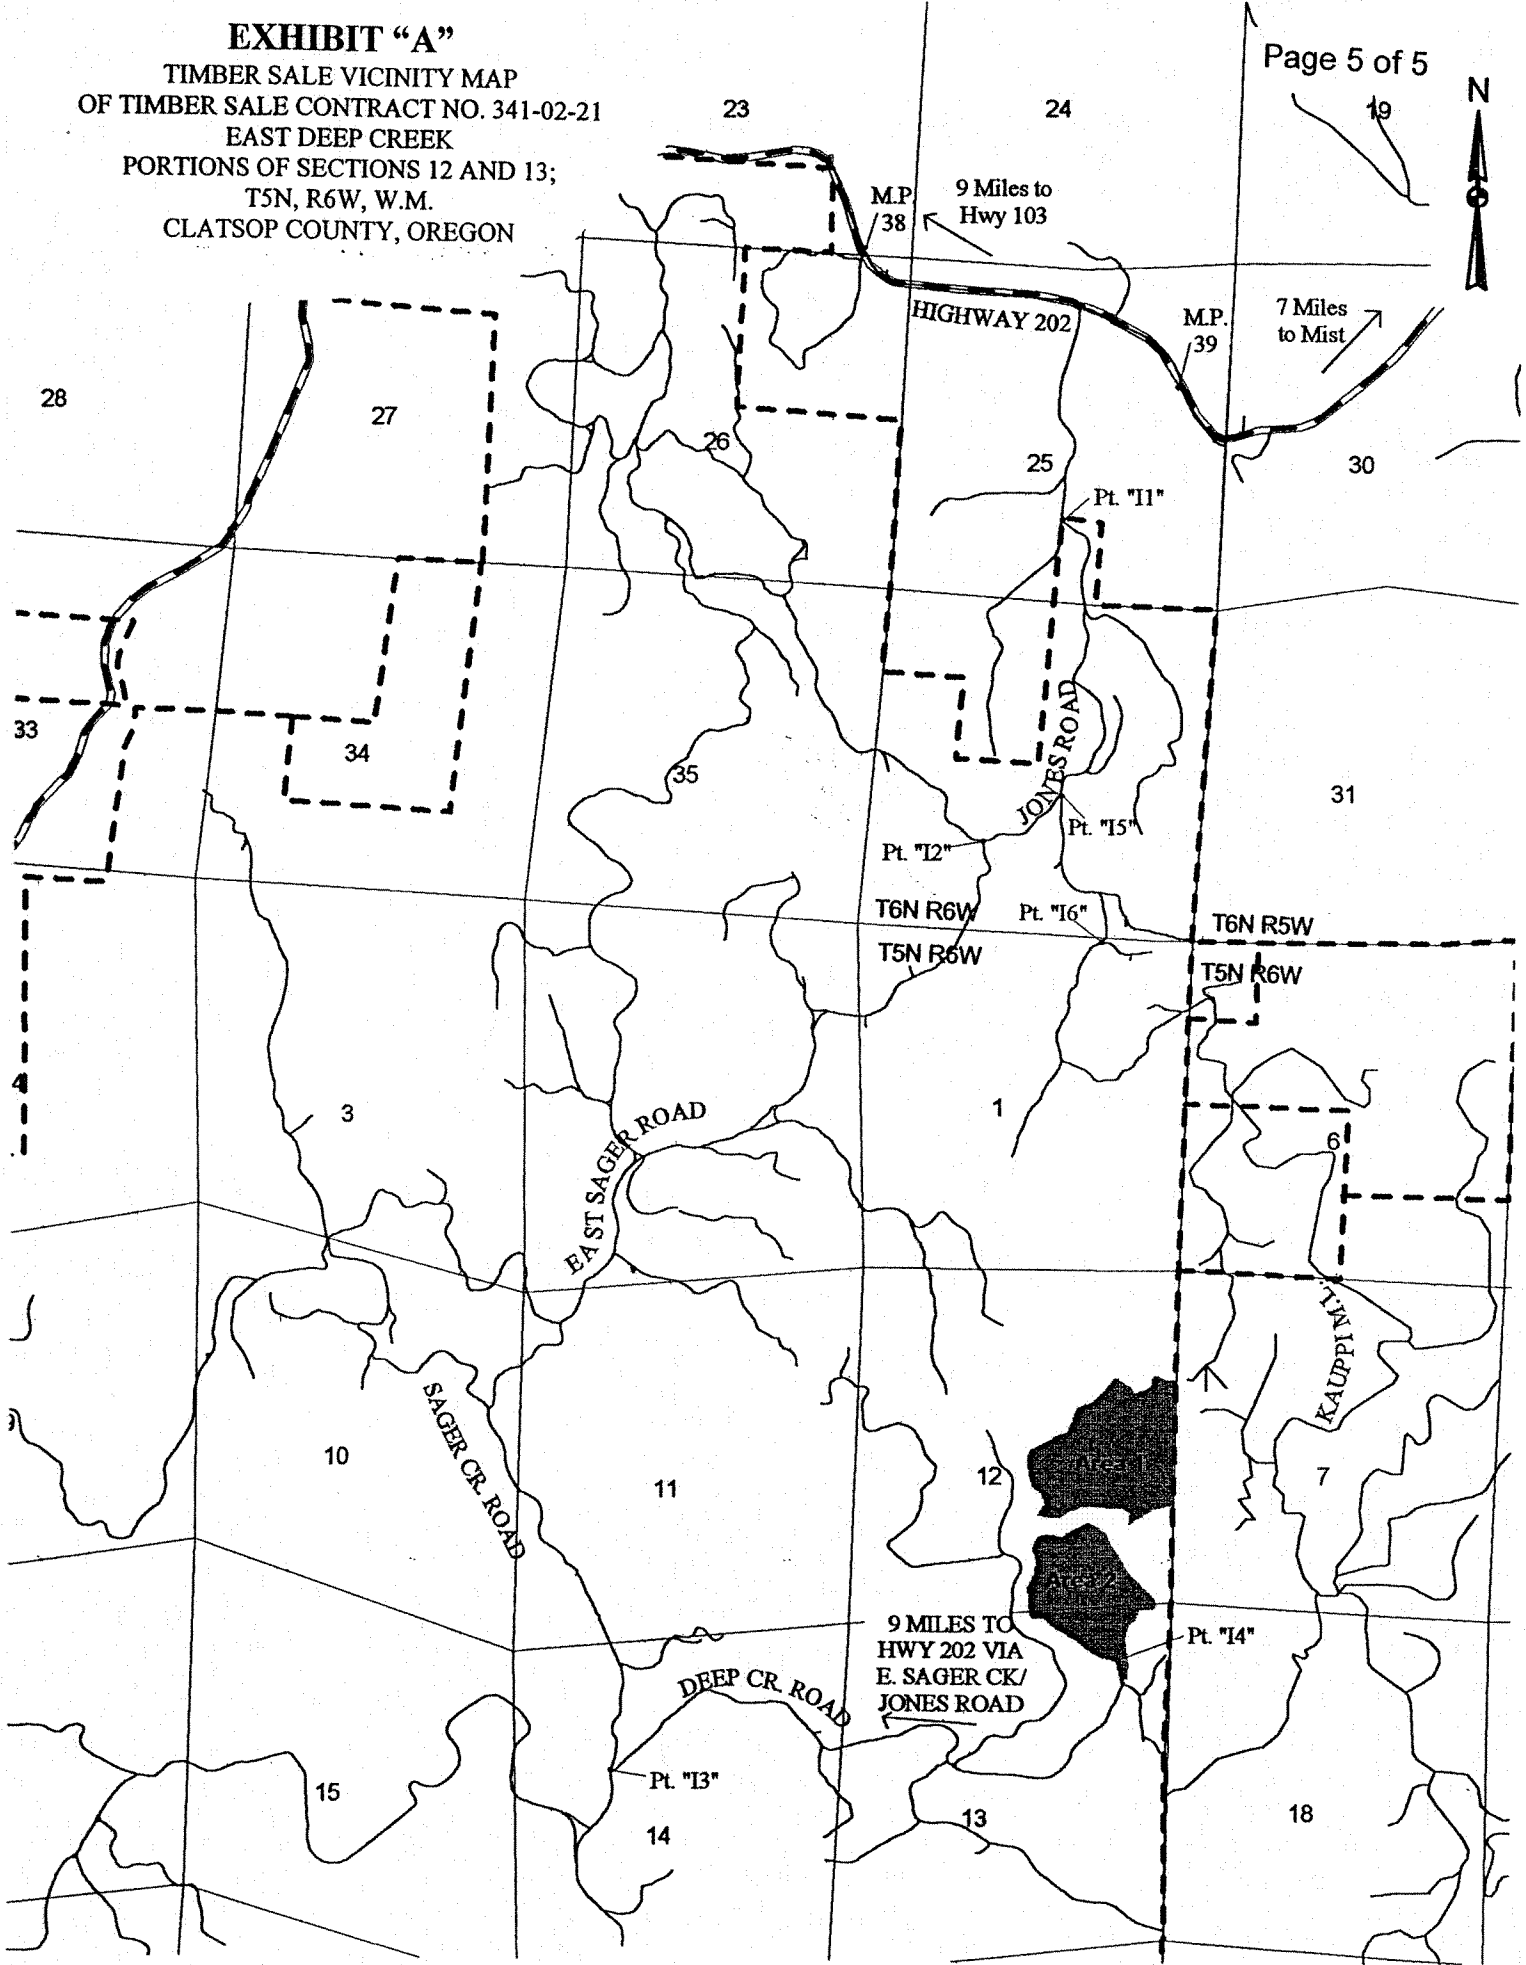 EXHIBIT “A”
TIMBER SALE VICINITY MAP
OF TIMBER SALE CONTRACT NO. 341-02-21
EAST DEEP CREEK
PORTIONS OF SECTIONS 12 AND 13;
T5N, R6W, W.M.
CLATSOP COUNTY, OREGON
Page 5 of 5
N
23
24
19
M.P.
38
9 Miles to
Hwy 103
HIGHWAY 202
M.P.
39
7 Miles
to Mist
28
27
26
25
30
Pt. "I1"
33
34
35
JONES ROAD
31
Pt. "I5"
Pt. "I2"
T6N R6W
Pt. "I6"
T6N R5W
T5N R6W
T5N R6W
4
3
1
6
EAST SAGER ROAD
KAUPPI M.L.
SAGER CR. ROAD
9
10
11
12
Area 1
7
Area 2
9 MILES TO
HWY 202 VIA
E. SAGER CK/
JONES ROAD
Pt. "I4"
DEEP CR. ROAD
Pt. "I3"
15
14
13
18